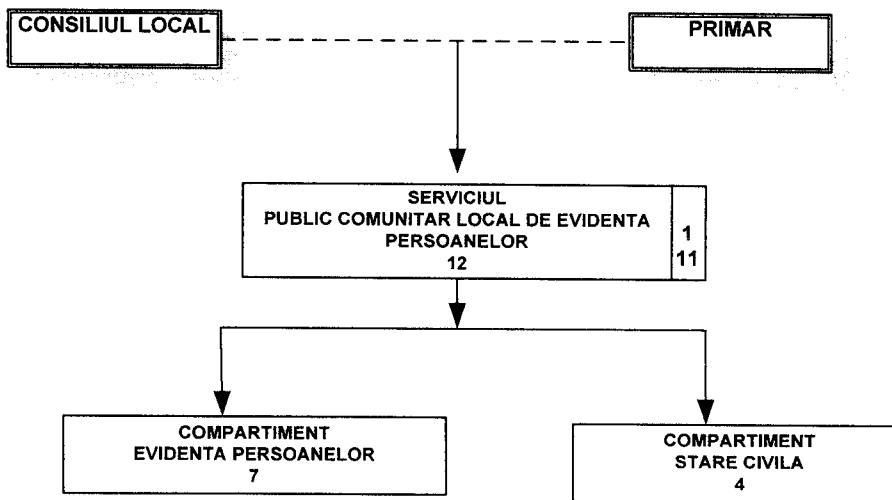 CONSILIUL LOCAL
PRIMAR
SERVICIUL
PUBLIC COMUNITAR LOCAL DE EVIDENTA
PERSOANELOR
12
1
11
COMPARTIMENT
EVIDENTA PERSOANELOR
7
COMPARTIMENT
STARE CIVILA
4